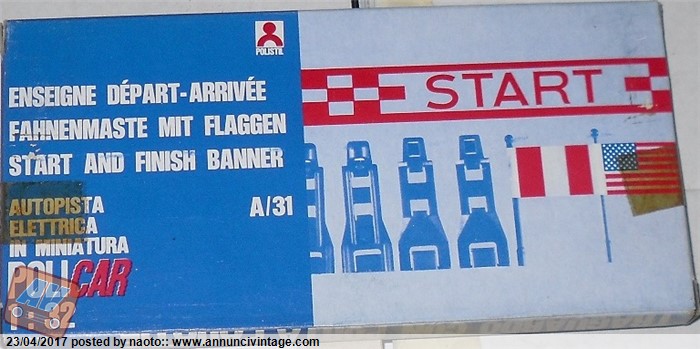 POLISTIL
ENSEIGNE DÉPART-ARRIVÉE
FAHNENMASTE MIT FLAGGEN
START AND FINISH BANNER
START
AUTOPISTA
ELETTRICA
IN MINIATURA
A/31
POLICAR
32
23/04/2017 posted by naoto:: www.annuncivintage.com